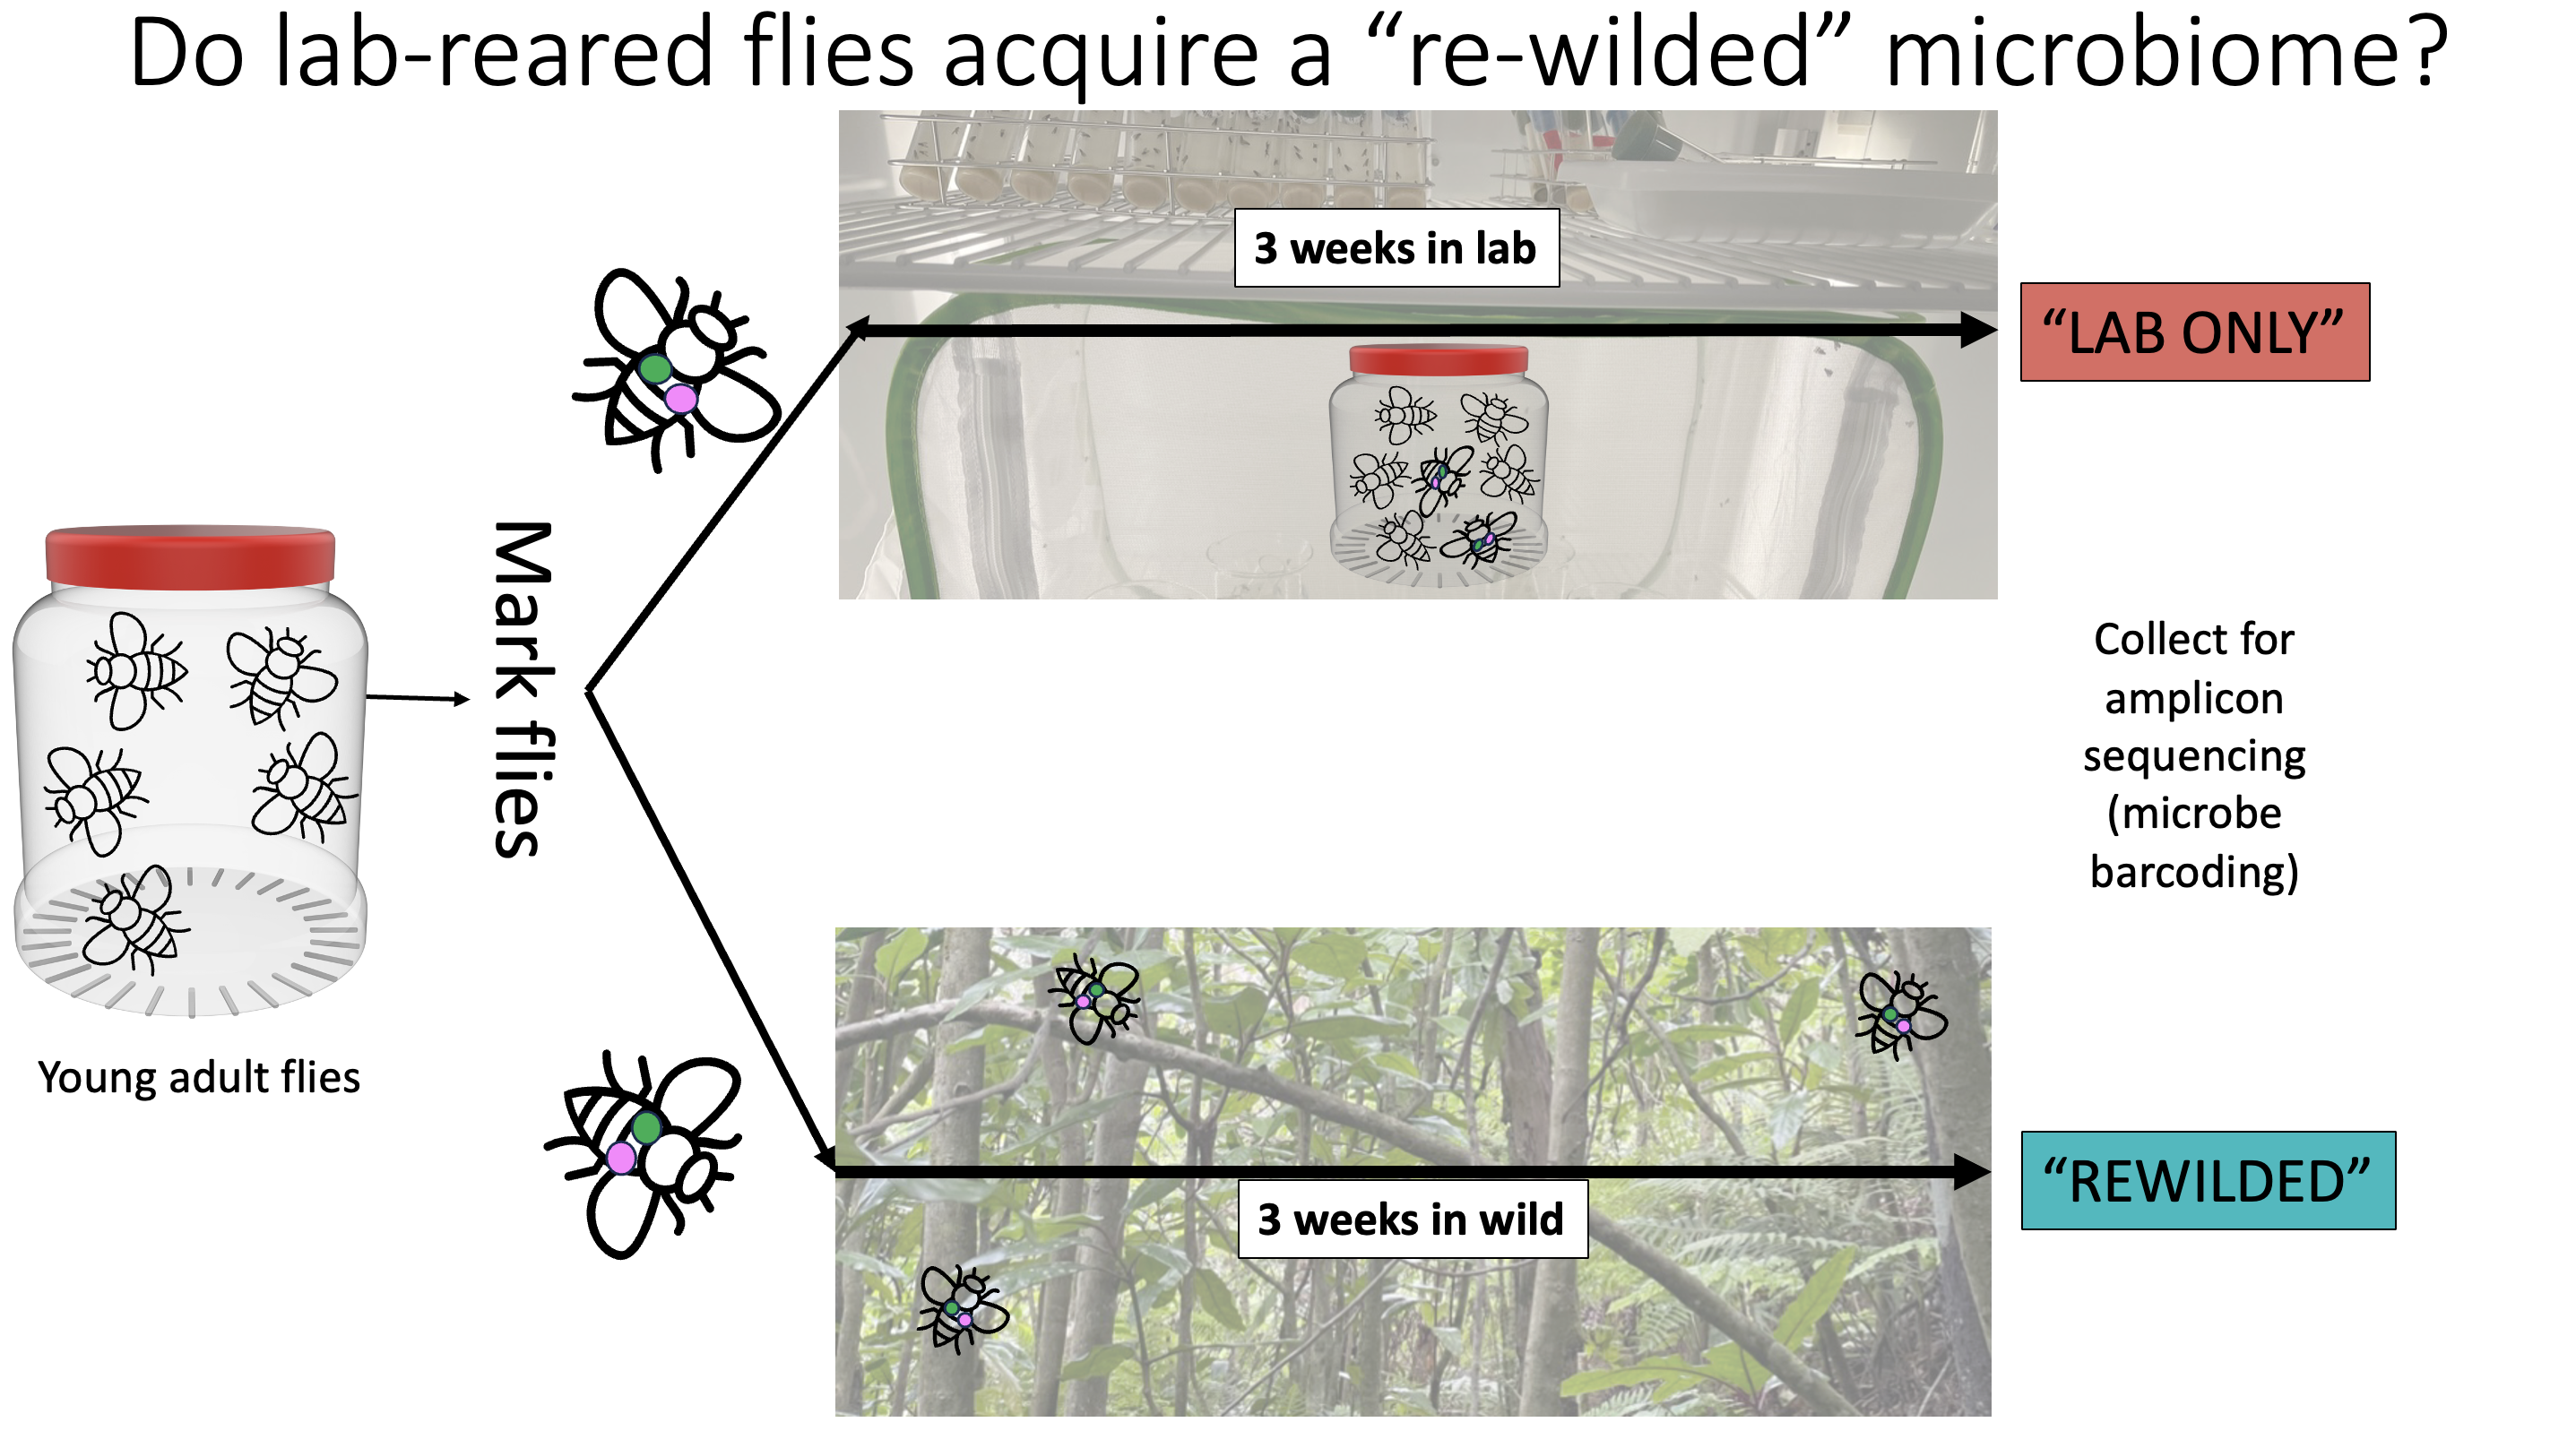 Do lab-reared flies acquire a “re-wilded” microbiome?
3 weeks in lab
“LAB ONLY”
Mark flies
Young adult flies
Collect for
amplicon
sequencing
(microbe
barcoding)
3 weeks in wild
“REWILDED”